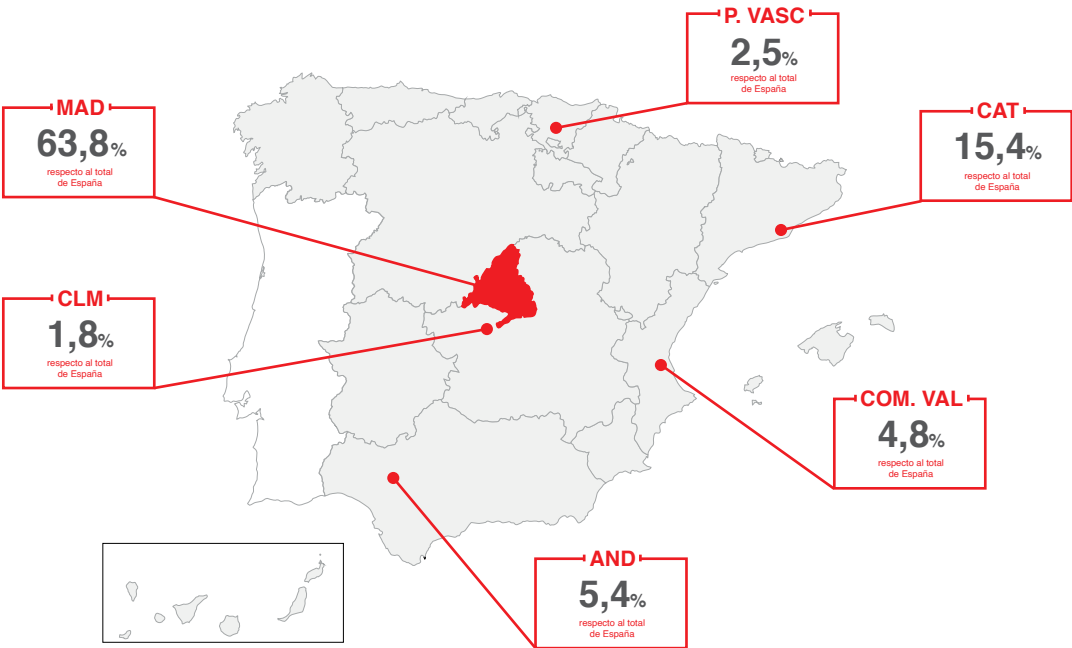 P. VASC
2,5%
respecto al total
de España
MAD
63,8%
respecto al total
de España
CAT
15,4%
respecto al total
de España
CLM
1,8%
respecto al total
de España
COM. VAL
4,8%
respecto al total
de España
AND
5,4%
respecto al total
de España